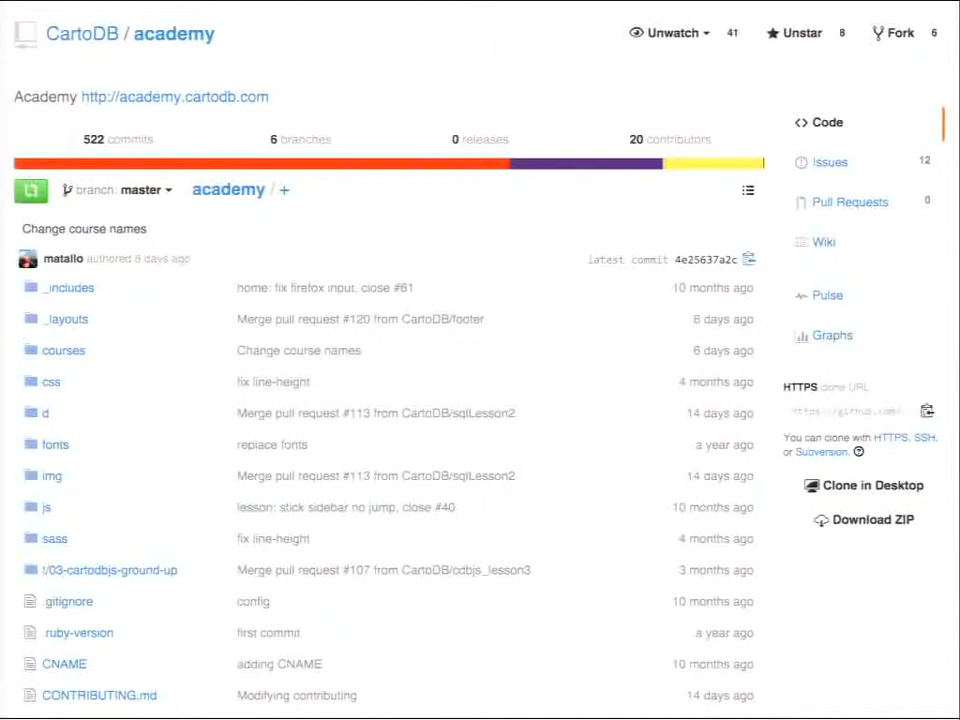 CartoDB / academy
Unwatch 41 Unstar 8 Fork 6
Academy http://academy.cartodb.com
522 commits 6 branches 0 releases 20 contributors
branch: master academy / +
Change course names
matallo authored 6 days ago latest commit 4e25637a2c
_includes home: fix firefox input, close #61 10 months ago
_layouts Merge pull request #120 from CartoDB/footer 6 days ago
courses Change course names 6 days ago
css fix line-height 4 months ago
d Merge pull request #113 from CartoDB/sqlLesson2 14 days ago
fonts replace fonts a year ago
img Merge pull request #113 from CartoDB/sqlLesson2 14 days ago
js lesson: stick sidebar no jump, close #40 10 months ago
sass fix line-height 4 months ago
t/03-cartodbjs-ground-up Merge pull request #107 from CartoDB/cdbjs_lesson3 3 months ago
.gitignore config 10 months ago
.ruby-version first commit a year ago
CNAME adding CNAME 10 months ago
CONTRIBUTING.md Modifying contributing 14 days ago
Code
Issues 12
Pull Requests 0
Wiki
Pulse
Graphs
HTTPS clone URL
https://github.com/
You can clone with HTTPS, SSH,
or Subversion.
Clone in Desktop
Download ZIP